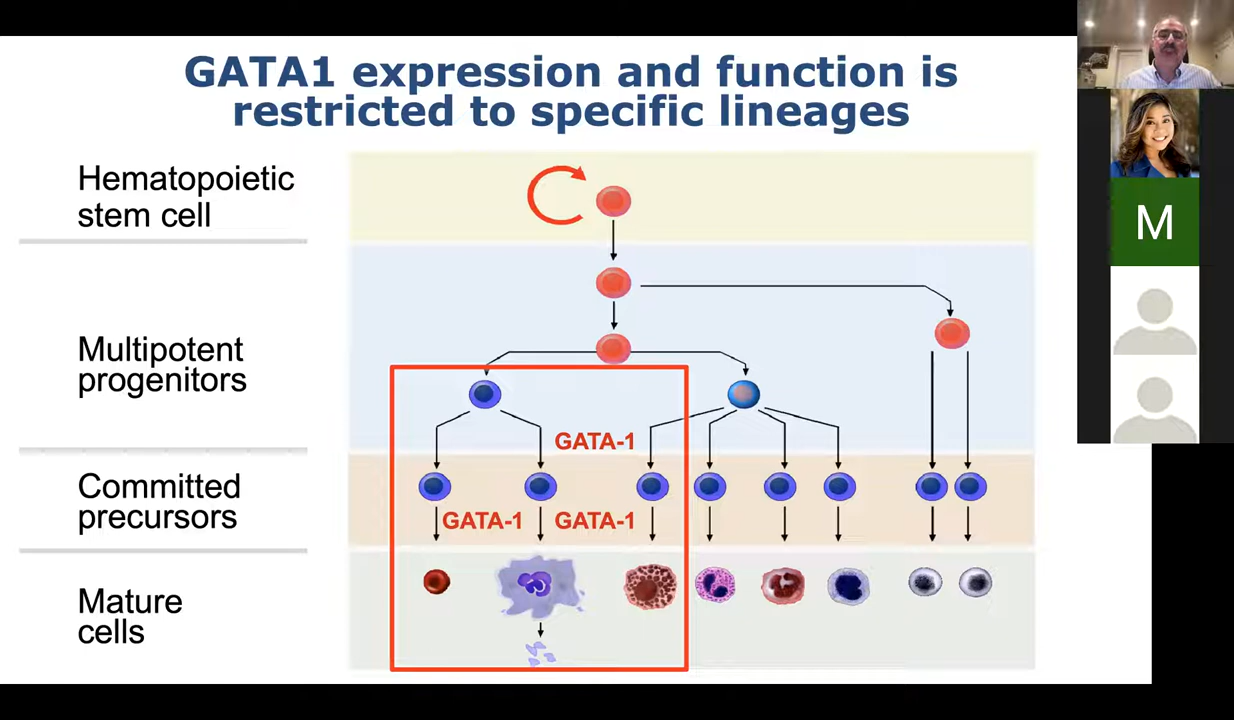 GATA1 expression and function is
restricted to specific lineages
Hematopoietic
stem cell
Multipotent
progenitors
GATA-1
Committed
precursors
GATA-1
GATA-1
Mature
cells
M